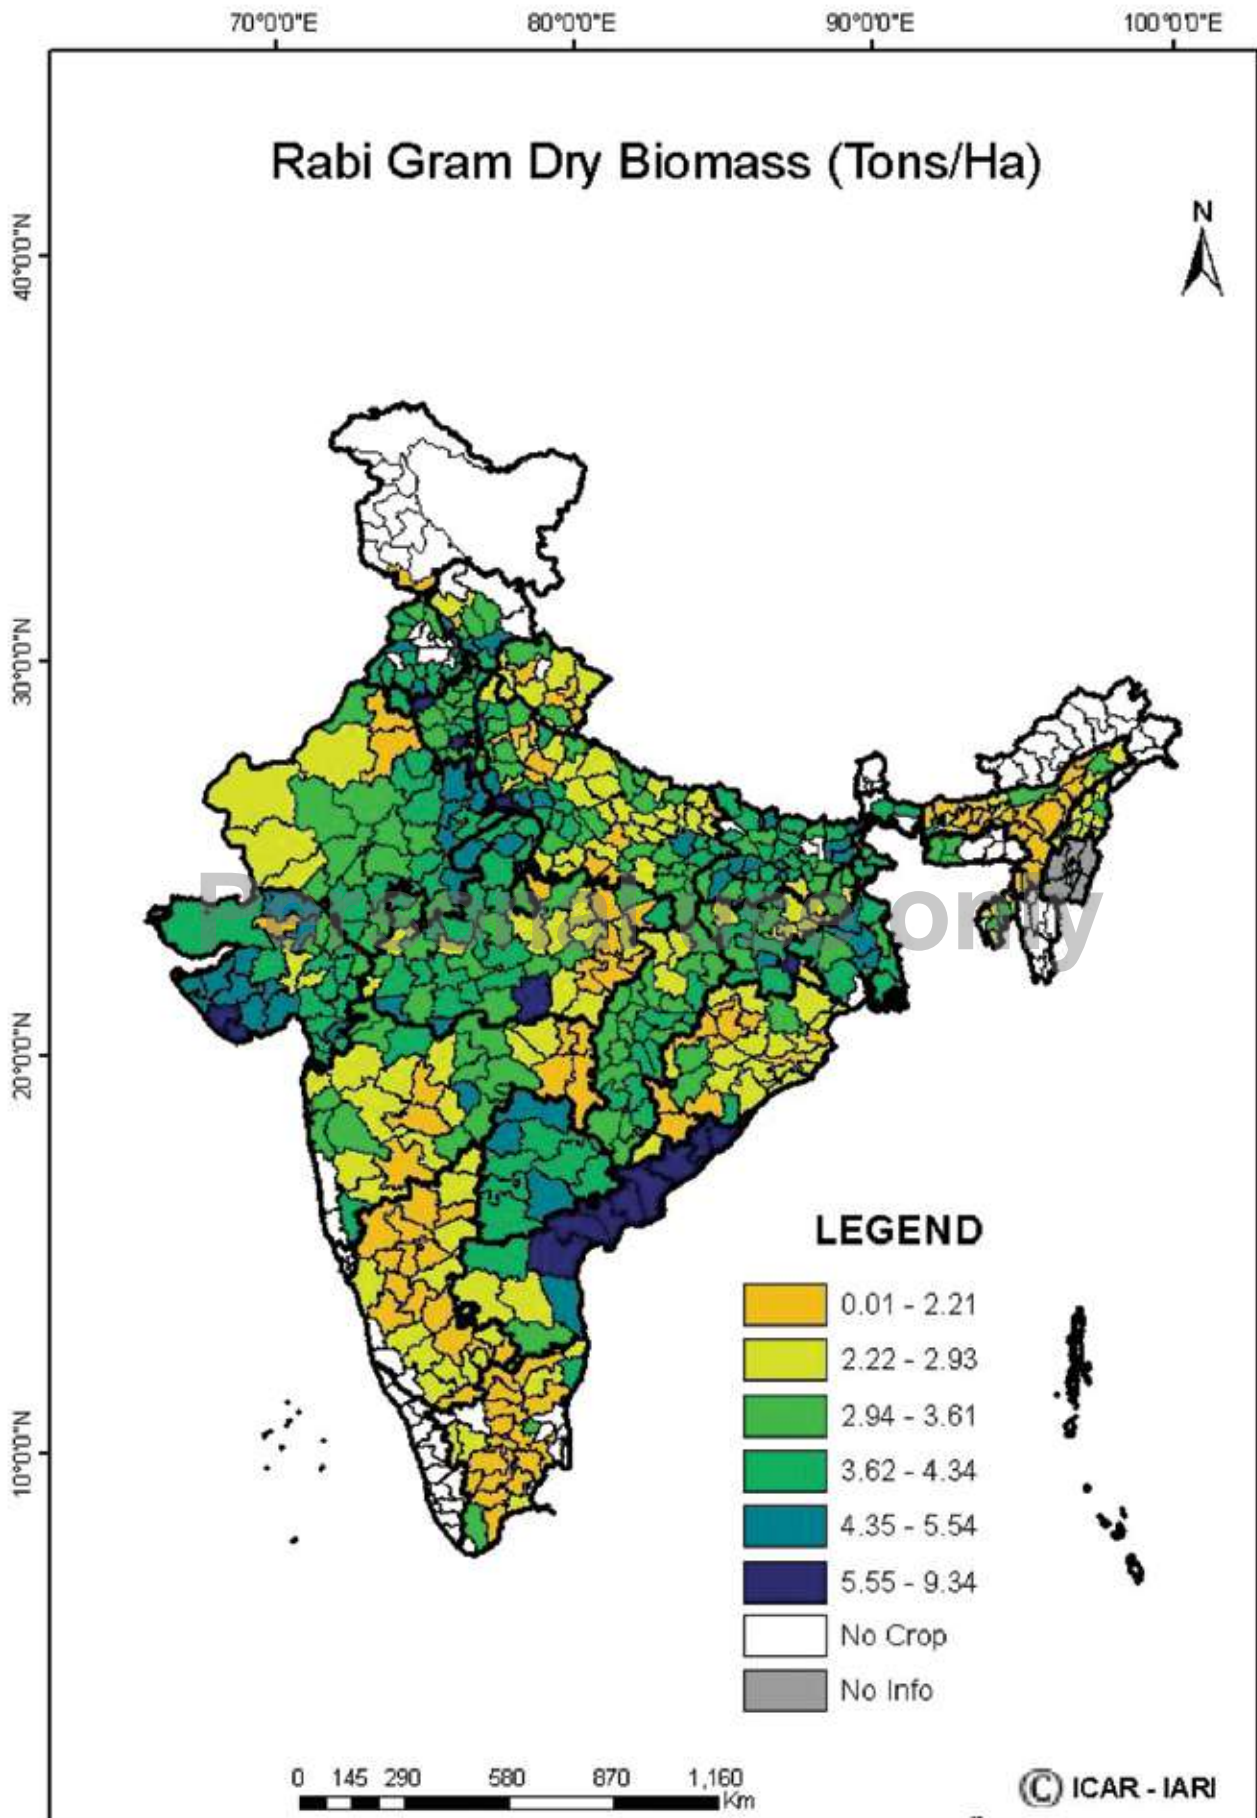 70°0'0"E 80°0'0"E 90°0'0"E 100°0'0"E
Rabi Gram Dry Biomass (Tons/Ha)
N
40°0'0"N
30°0'0"N
20°0'0"N
10°0'0"N
Personal use only
LEGEND
0.01 - 2.21
2.22 - 2.93
2.94 - 3.61
3.62 - 4.34
4.35 - 5.54
5.55 - 9.34
No Crop
No Info
0 145 290 580 870 1,160
Km
© ICAR - IARI